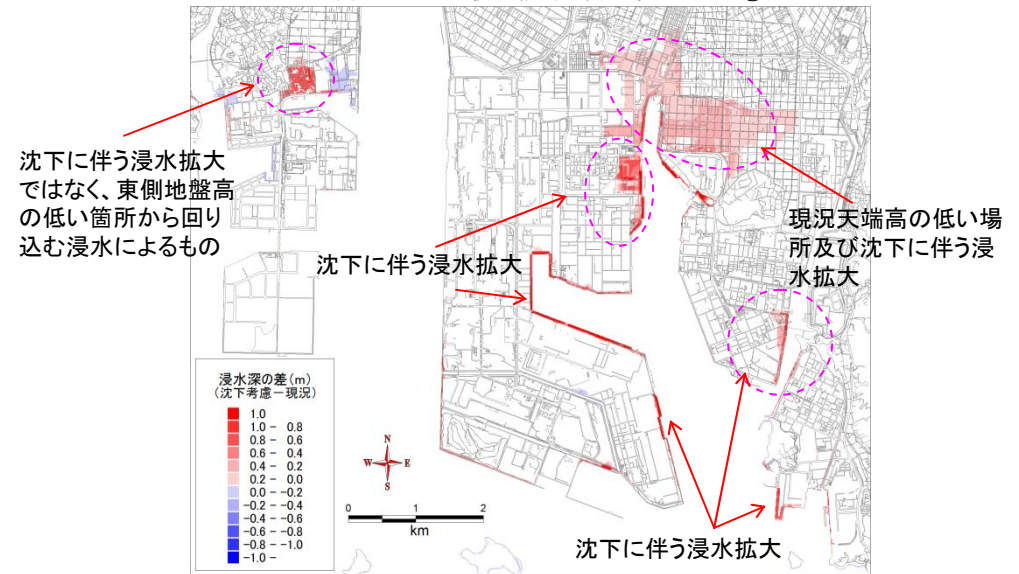 沈下に伴う浸水拡大
ではなく、東側地盤高
の低い箇所から回り
込む浸水によるもの
沈下に伴う浸水拡大
現況天端高の低い場
所及び沈下に伴う浸
水拡大
浸水深の差(m)
(沈下考慮－現況)
1.0
1.0 - 0.8
0.8 - 0.6
0.6 - 0.4
0.4 - 0.2
0.2 - 0.0
0.0 --0.2
-0.2 --0.4
-0.4 --0.6
-0.6 --0.8
-0.8 --1.0
-1.0 -
N
W E
S
0 1 2
km
沈下に伴う浸水拡大